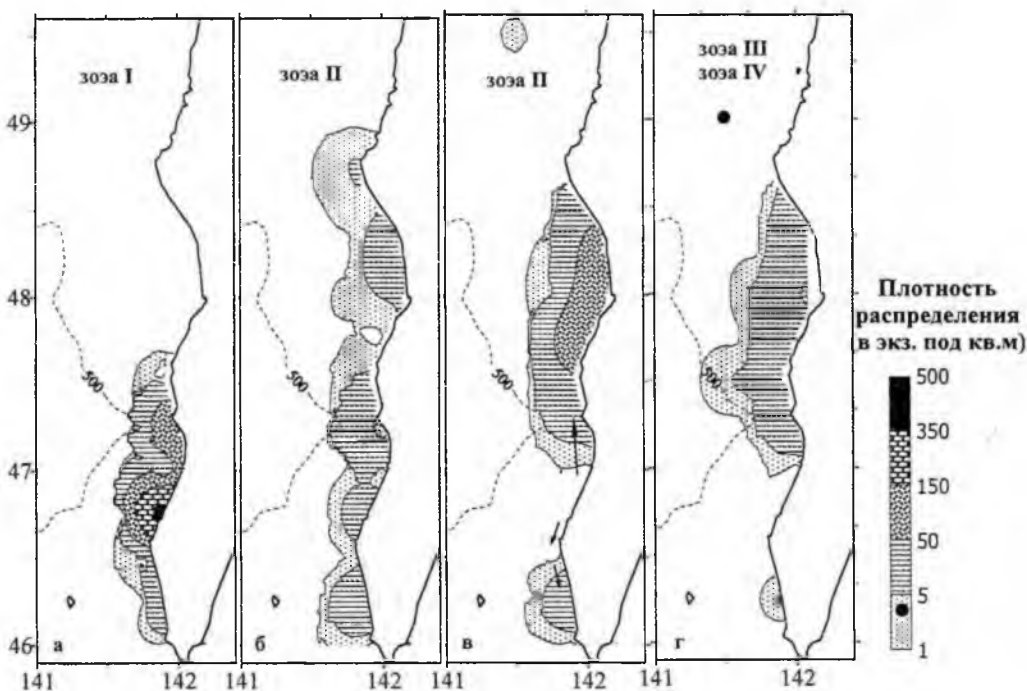 зоэа I
зоэа II
зоэа II
зоэа III
зоэа IV
49
48
47
46
500
500
500
500
а
б
в
г
141
142
141
142
141
142
141
142
Плотность
распределения
(в экз. под кв.м)
500
350
150
50
5
1